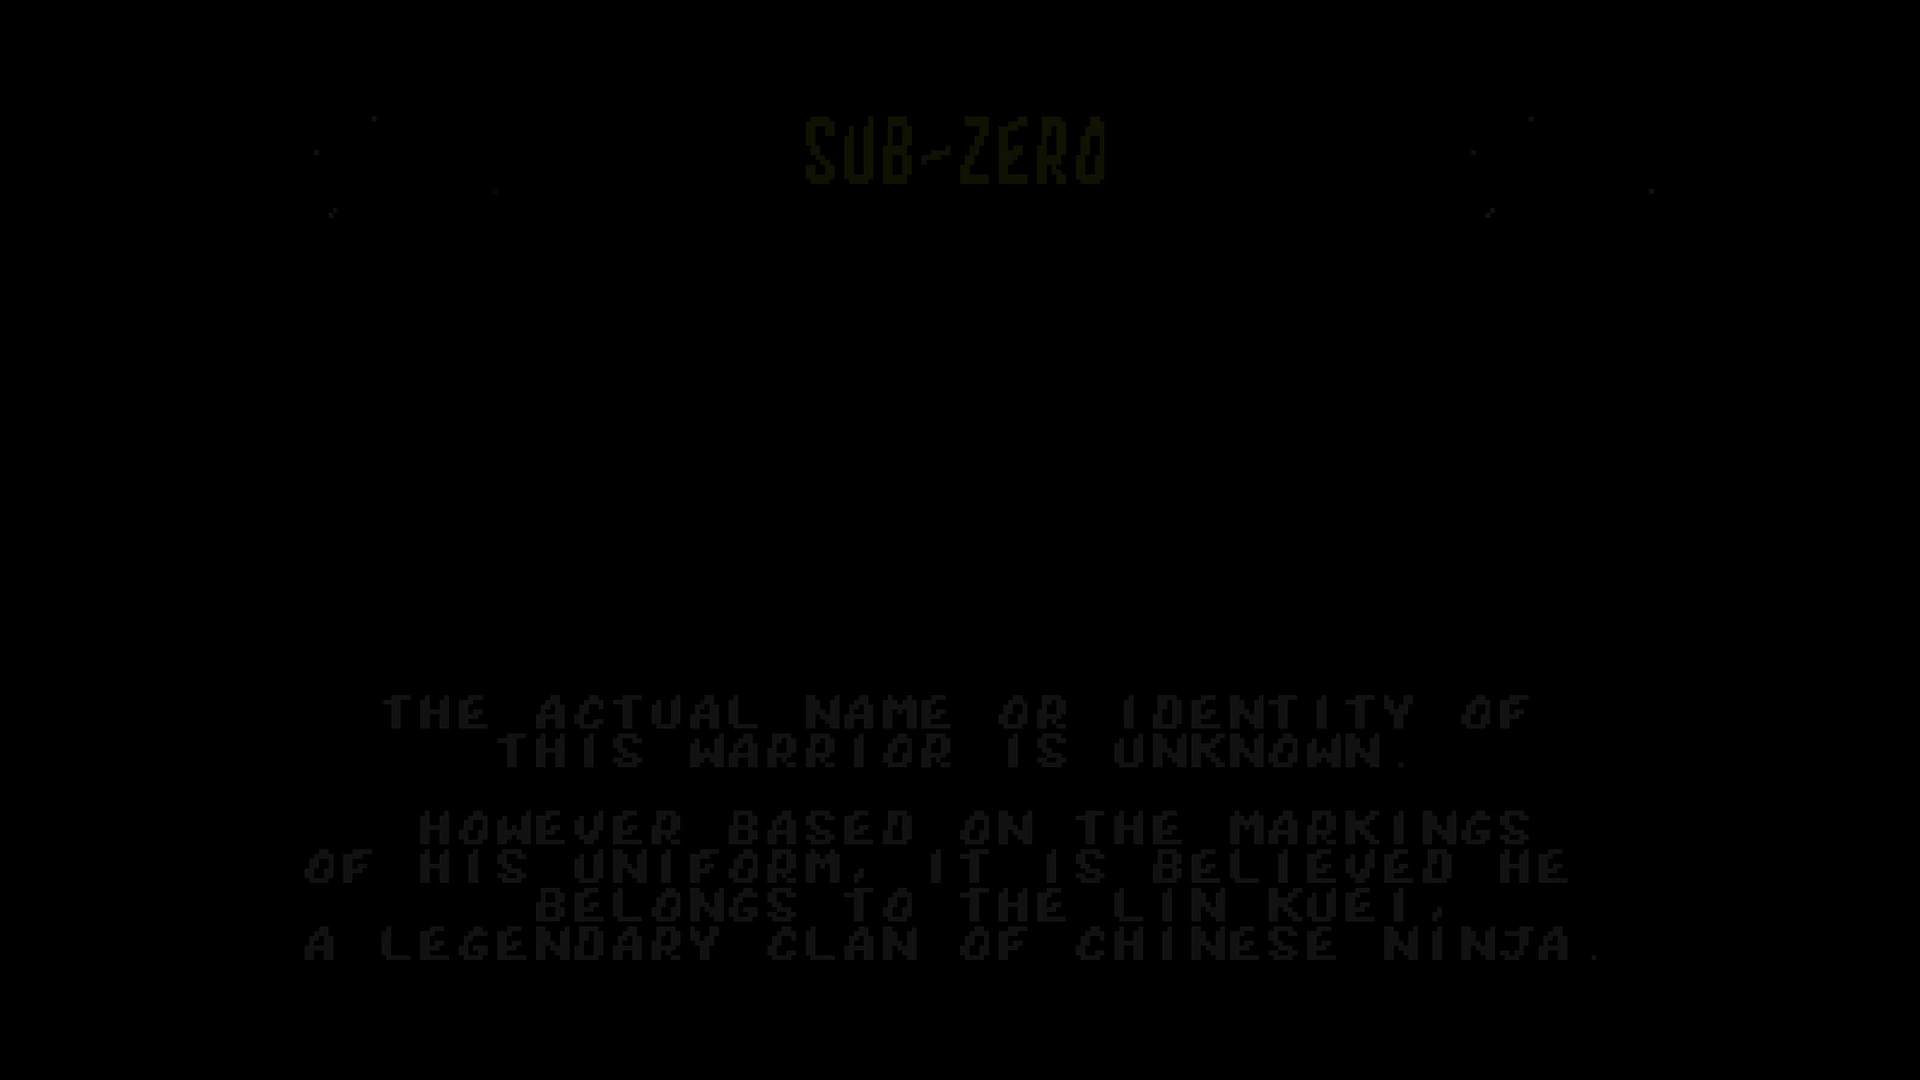 SUB-ZERO
THE ACTUAL NAME OR IDENTITY OF
THIS WARRIOR IS UNKNOWN.
HOWEVER BASED ON THE MARKINGS
OF HIS UNIFORM, IT IS BELIEVED HE
BELONGS TO THE LIN KUEI,
A LEGENDARY CLAN OF CHINESE NINJA.